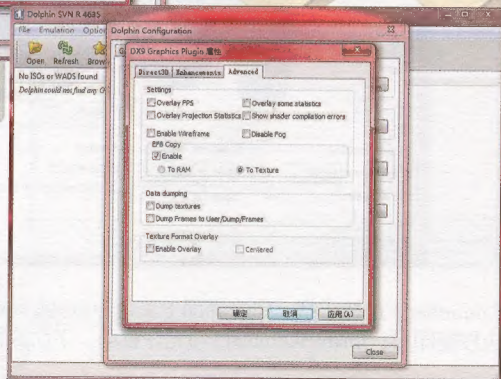 Dolphin SVN R 4635
File Emulation Option
Open Refresh Brow
No ISOs or WADS found
Dolphin could not find any O
Dolphin Configuration
DX9 Graphics Plugin 属性
Direct3D Enhancements Advanced
Settings
Overlay FPS Overlay some statistics
Overlay Projection Statistics Show shader compilation errors
Enable Wireframe Disable Fog
EFB Copy
Enable
To RAM To Texture
Data dumping
Dump textures
Dump Frames to User/Dump/Frames
Texture Format Overlay
Enable Overlay Centered
确定 取消 应用(A)
Close